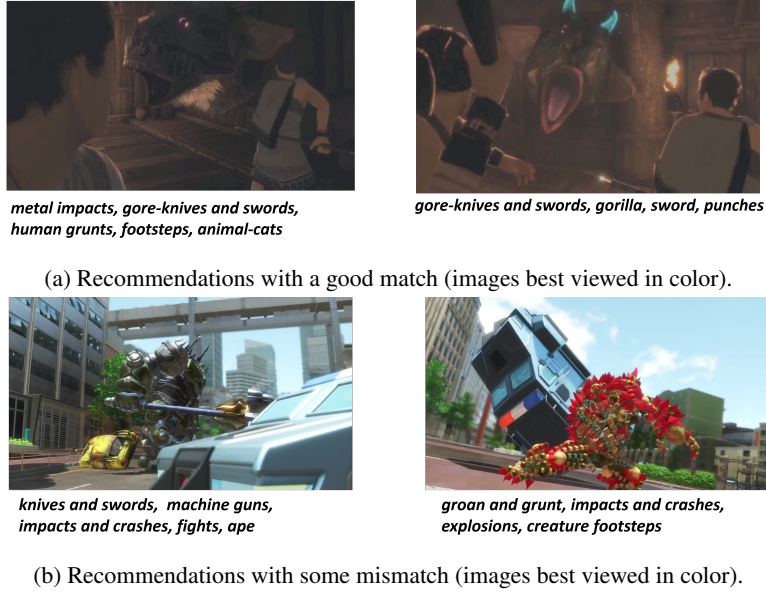 metal impacts, gore-knives and swords,
human grunts, footsteps, animal-cats
gore-knives and swords, gorilla, sword, punches
(a) Recommendations with a good match (images best viewed in color).
knives and swords, machine guns,
impacts and crashes, fights, ape
groan and grunt, impacts and crashes,
explosions, creature footsteps
(b) Recommendations with some mismatch (images best viewed in color).